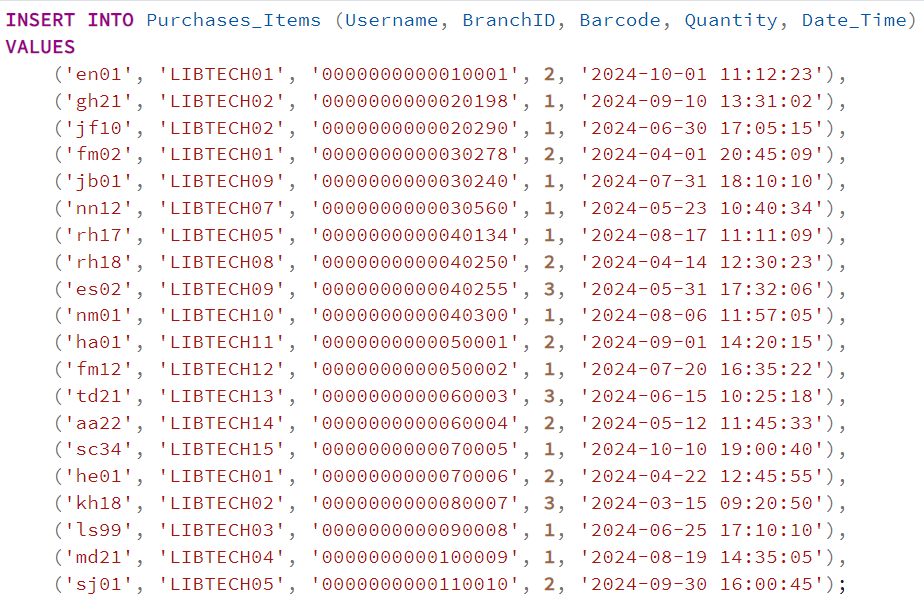 INSERT INTO Purchases_Items (Username, BranchID, Barcode, Quantity, Date_Time)
VALUES
('en01', 'LIBTECH01', '0000000000010001', 2, '2024-10-01 11:12:23'),
('gh21', 'LIBTECH02', '0000000000020198', 1, '2024-09-10 13:31:02'),
('jf10', 'LIBTECH02', '0000000000020290', 1, '2024-06-30 17:05:15'),
('fm02', 'LIBTECH01', '0000000000030278', 2, '2024-04-01 20:45:09'),
('jb01', 'LIBTECH09', '0000000000030240', 1, '2024-07-31 18:10:10'),
('nn12', 'LIBTECH07', '0000000000030560', 1, '2024-05-23 10:40:34'),
('rh17', 'LIBTECH05', '0000000000040134', 1, '2024-08-17 11:11:09'),
('rh18', 'LIBTECH08', '0000000000040250', 2, '2024-04-14 12:30:23'),
('es02', 'LIBTECH09', '0000000000040255', 3, '2024-05-31 17:32:06'),
('nm01', 'LIBTECH10', '0000000000040300', 1, '2024-08-06 11:57:05'),
('ha01', 'LIBTECH11', '0000000000050001', 2, '2024-09-01 14:20:15'),
('fm12', 'LIBTECH12', '0000000000050002', 1, '2024-07-20 16:35:22'),
('td21', 'LIBTECH13', '0000000000060003', 3, '2024-06-15 10:25:18'),
('aa22', 'LIBTECH14', '0000000000060004', 2, '2024-05-12 11:45:33'),
('sc34', 'LIBTECH15', '0000000000070005', 1, '2024-10-10 19:00:40'),
('he01', 'LIBTECH01', '0000000000070006', 2, '2024-04-22 12:45:55'),
('kh18', 'LIBTECH02', '0000000000080007', 3, '2024-03-15 09:20:50'),
('ls99', 'LIBTECH03', '0000000000090008', 1, '2024-06-25 17:10:10'),
('md21', 'LIBTECH04', '0000000000100009', 1, '2024-08-19 14:35:05'),
('sj01', 'LIBTECH05', '0000000000110010', 2, '2024-09-30 16:00:45');